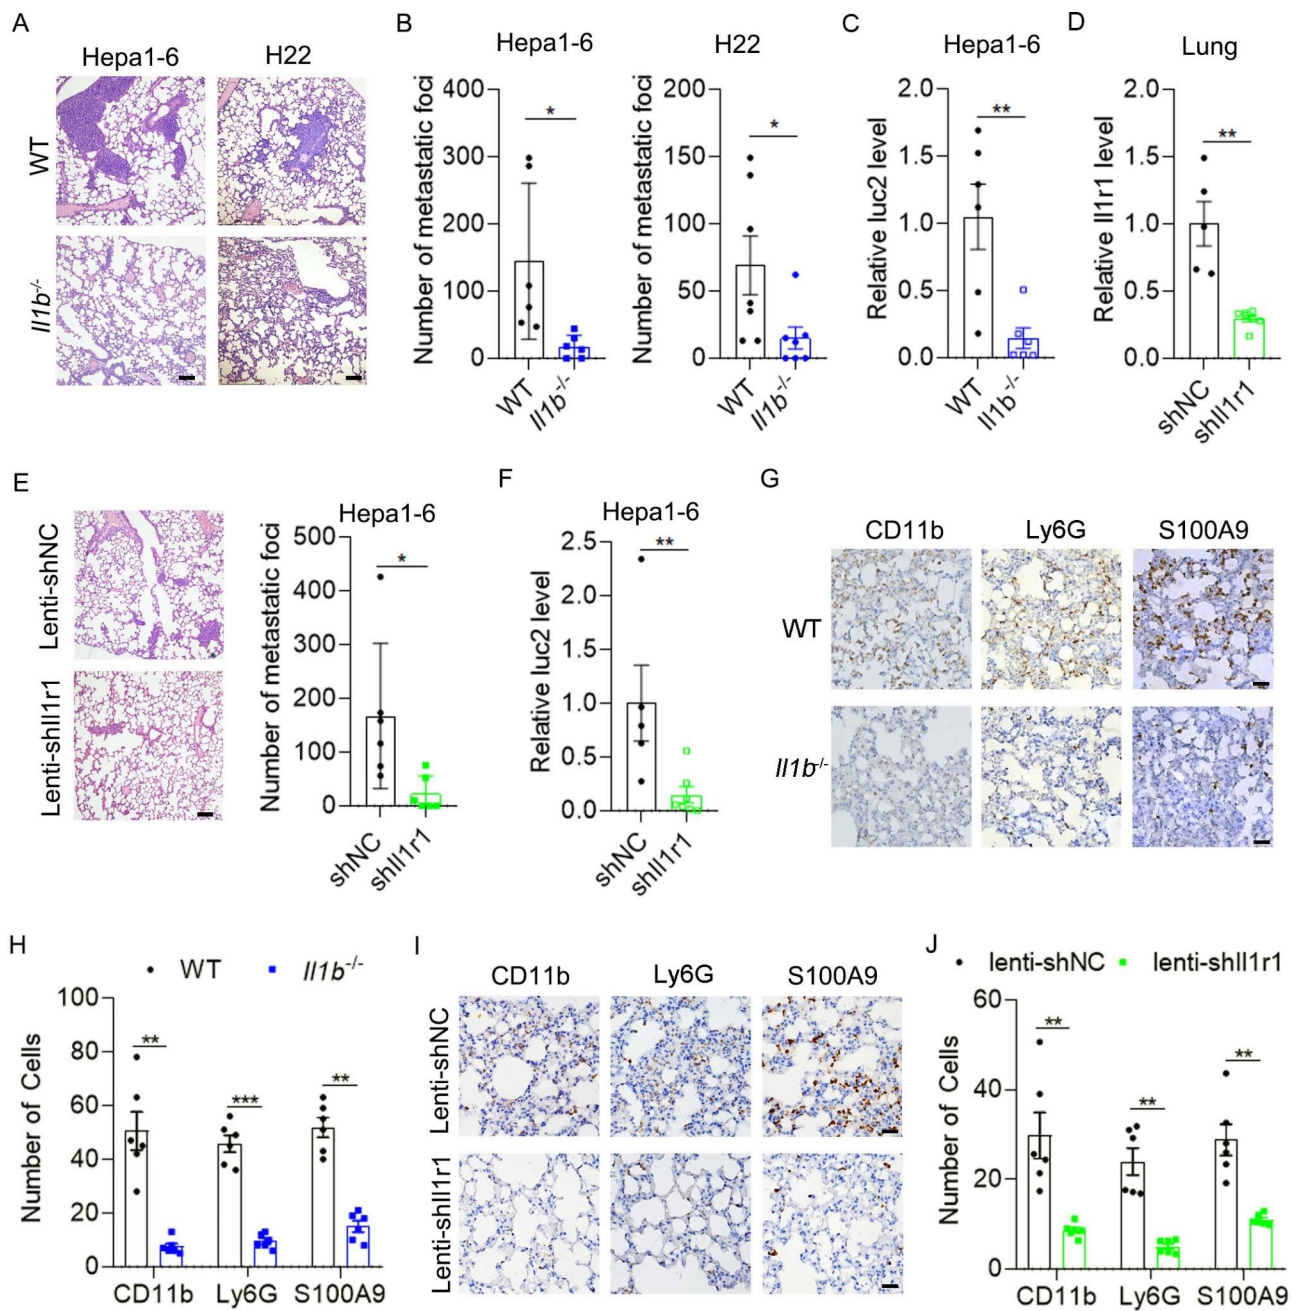 A
Hepa1-6
H22
WT
Il1b-/-
B
Hepa1-6
Number of metastatic foci
400
300
200
100
0
*
WT
Il1b-/-
H22
Number of metastatic foci
200
150
100
50
0
*
WT
Il1b-/-
C
Hepa1-6
Relative luc2 level
2.0
1.5
1.0
0.5
0.0
**
WT
Il1b-/-
D
Lung
Relative Il1r1 level
2.0
1.5
1.0
0.5
0.0
**
shNC
shIl1r1
E
Lenti-shNC
Lenti-shIl1r1
Hepa1-6
Number of metastatic foci
500
400
300
200
100
0
*
shNC
shIl1r1
F
Hepa1-6
Relative luc2 level
2.5
2.0
1.5
1.0
0.5
0.0
**
shNC
shIl1r1
G
CD11b
Ly6G
S100A9
WT
Il1b-/-
H
WT
Il1b-/-
Number of Cells
100
80
60
40
20
0
**
***
**
CD11b
Ly6G
S100A9
I
CD11b
Ly6G
S100A9
Lenti-shNC
Lenti-shIl1r1
J
lenti-shNC
lenti-shIl1r1
Number of Cells
60
40
20
0
**
**
**
CD11b
Ly6G
S100A9